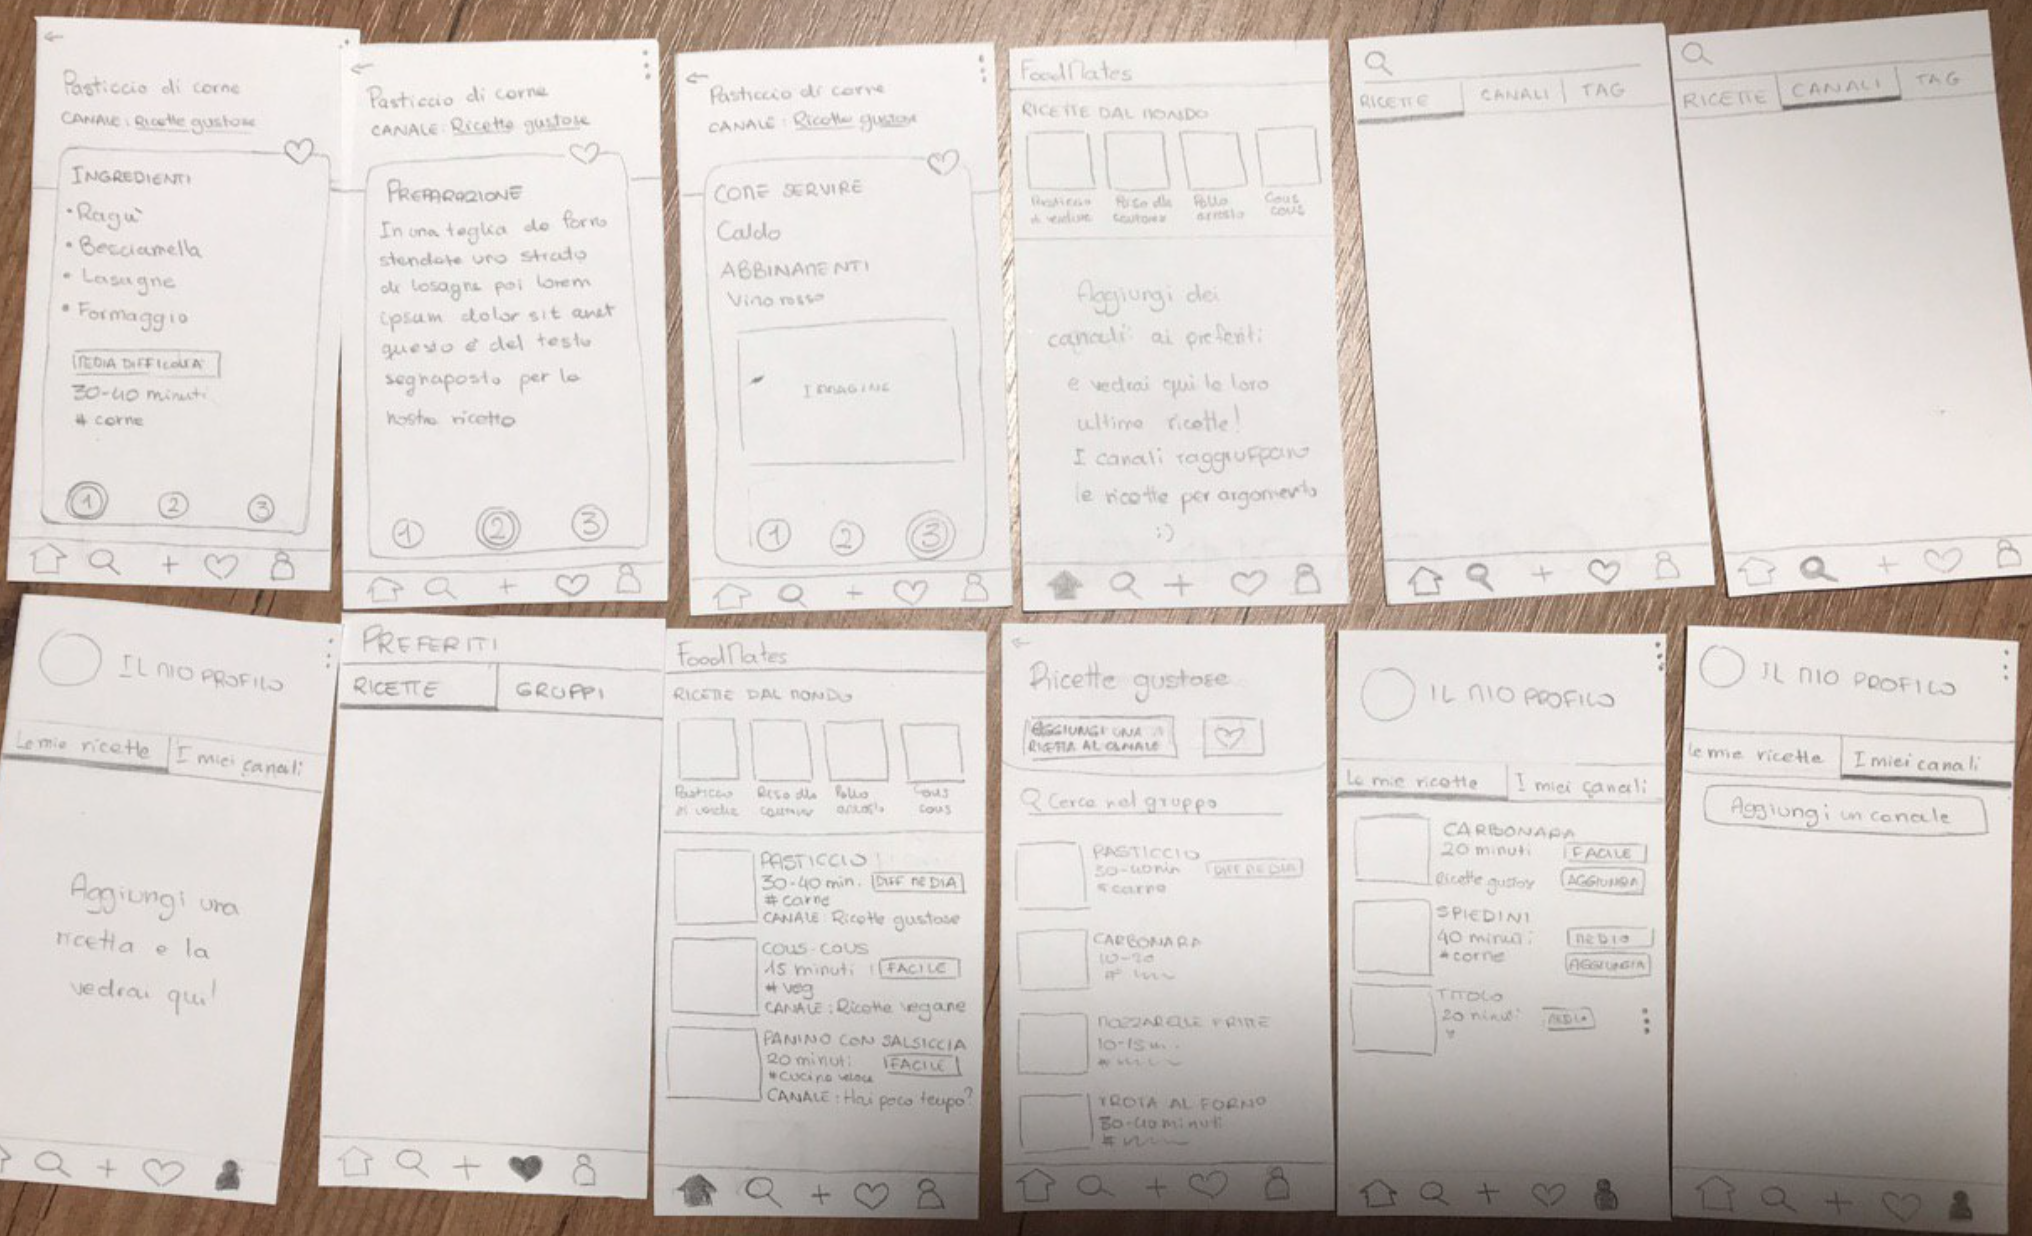 Pasticcio di carne
CANALE: Ricette gustose
INGREDIENTI
• Ragù
• Besciamella
• Lasagne
• Formaggio
MEDIA DIFFICOLTÀ
30-40 minuti
# carne
1 2 3
Pasticcio di carne
CANALE: Ricette gustose
PREPARAZIONE
In una teglia da forno
stendete uno strato
di lasagne poi lorem
ipsum dolor sit amet
questo è del testo
segnaposto per la
nostra ricetta
1 2 3
Pasticcio di carne
CANALE: Ricette gustose
COME SERVIRE
Caldo
ABBINAMENTI
Vino rosso
IMMAGINE
1 2 3
FoodMates
RICETTE DAL MONDO
Pasticcio Riso alla Pollo Cous
di verdure cantonese arrosto cous
Aggiungi dei
canali ai preferiti
e vedrai qui le loro
ultime ricette!
I canali raggruppano
le ricette per argomento
:)
RICETTE CANALI TAG
RICETTE CANALI TAG
IL MIO PROFILO
Le mie ricette I miei canali
Aggiungi una
ricetta e la
vedrai qui!
PREFERITI
RICETTE GRUPPI
FoodMates
RICETTE DAL MONDO
Pasticcio Riso alla Pollo Cous
di verdure arrosto cous
PASTICCIO
30-40 min. DIFF MEDIA
# carne
CANALE: Ricette gustose
COUS-COUS
15 minuti FACILE
# veg
CANALE: Ricette vegane
PANINO CON SALSICCIA
20 minuti FACILE
#cucina veloce
CANALE: Hai poco tempo?
Ricette gustose
AGGIUNGI UNA
RICETTA AL CANALE
Cerca nel gruppo
PASTICCIO
30-40min DIFF MEDIA
#carne
CARBONARA
10-20
#
MOZZARELLE FRITTE
10-15 m.
#
TROTA AL FORNO
30-40 minuti
#
IL MIO PROFILO
Le mie ricette I miei canali
CARBONARA
20 minuti FACILE
Ricette gustose AGGIUNTA
SPIEDINI
40 minuti MEDIO
#carne AGGIUNTA
TITOLO
20 minuti MEDIO
IL MIO PROFILO
le mie ricette I miei canali
Aggiungi un canale